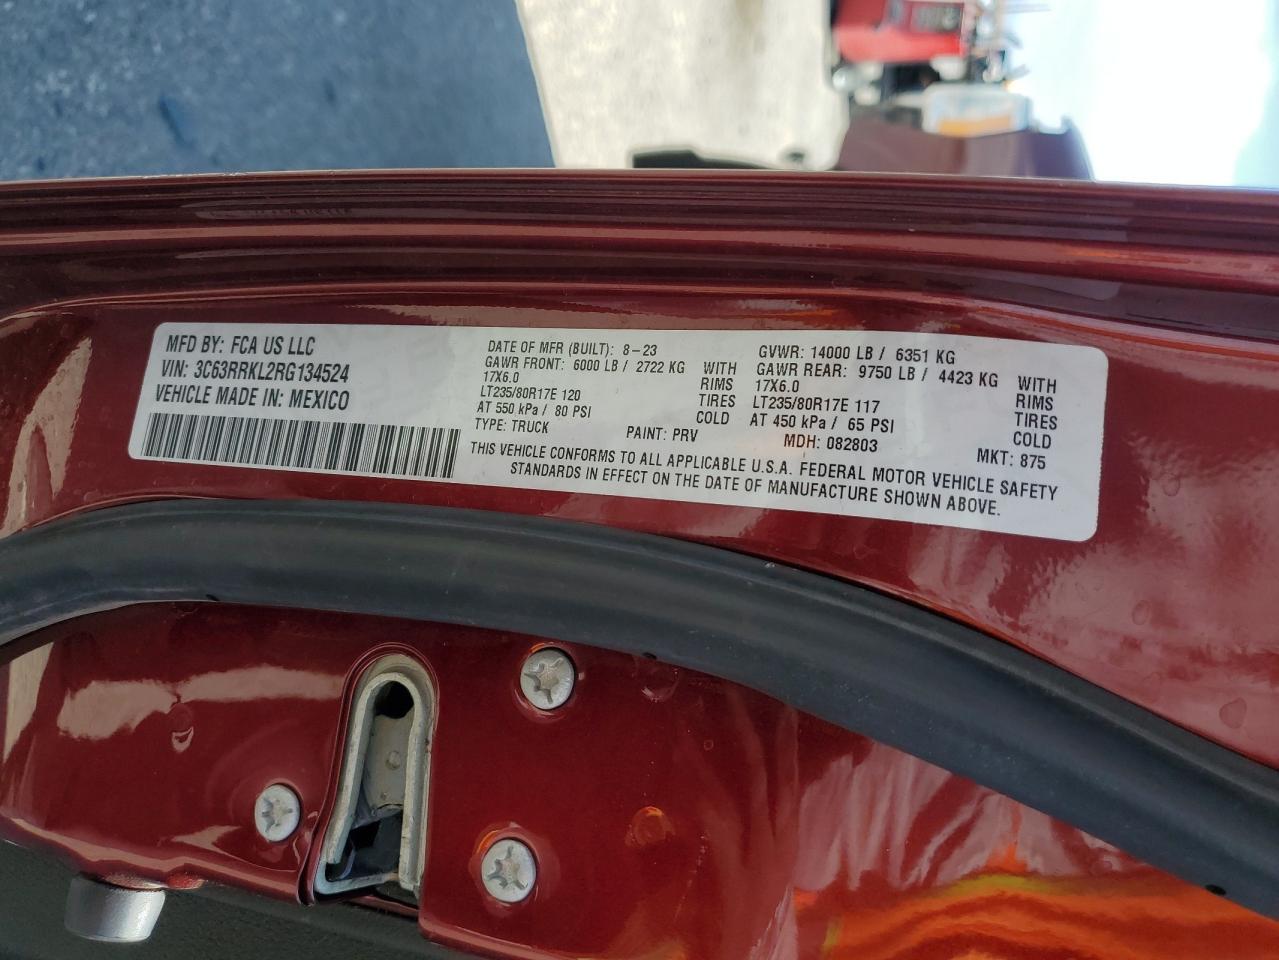 MFD BY: FCA US LLC
VIN: 3C63RRKL2RG134524
VEHICLE MADE IN: MEXICO
DATE OF MFR (BUILT): 8-23
GAWR FRONT: 6000 LB / 2722 KG WITH
17X6.0 RIMS
LT235/80R17E 120 TIRES
AT 550 kPa / 80 PSI COLD
TYPE: TRUCK PAINT: PRV
GVWR: 14000 LB / 6351 KG
GAWR REAR: 9750 LB / 4423 KG WITH
17X6.0 RIMS
LT235/80R17E 117 TIRES
AT 450 kPa / 65 PSI COLD
MDH: 082803 MKT: 875
THIS VEHICLE CONFORMS TO ALL APPLICABLE U.S.A. FEDERAL MOTOR VEHICLE SAFETY
STANDARDS IN EFFECT ON THE DATE OF MANUFACTURE SHOWN ABOVE.